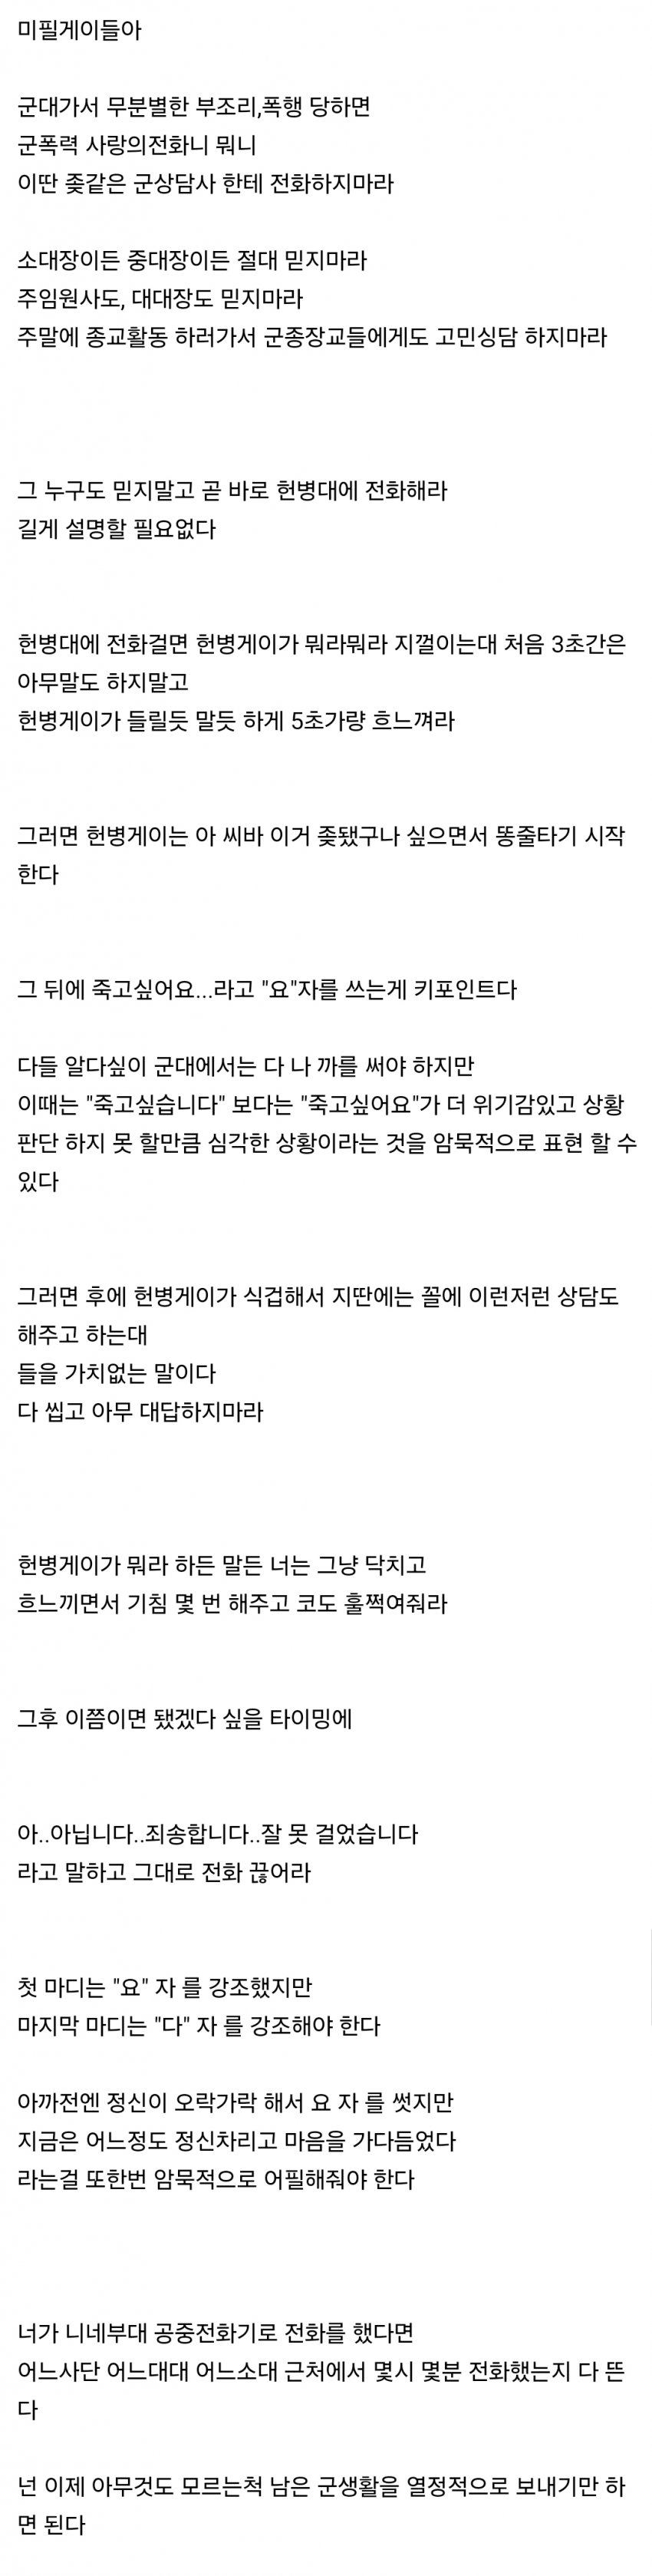 미필게이들아
군대가서 무분별한 부조리,폭행 당하면
군폭력 사랑의전화니 뭐니
이딴 좆같은 군상담사 한테 전화하지마라
소대장이든 중대장이든 절대 믿지마라
주임원사도, 대대장도 믿지마라
주말에 종교활동 하러가서 군종장교들에게도 고민싱담 하지마라
그 누구도 믿지말고 곧 바로 헌병대에 전화해라
길게 설명할 필요없다
헌병대에 전화걸면 헌병게이가 뭐라뭐라 지껄이는대 처음 3초간은
아무말도 하지말고
헌병게이가 들릴듯 말듯 하게 5초가량 흐느껴라
그러면 헌병게이는 아 씨바 이거 좆됐구나 싶으면서 똥줄타기 시작
한다
그 뒤에 죽고싶어요...라고 "요"자를 쓰는게 키포인트다
다들 알다싶이 군대에서는 다 나 까를 써야 하지만
이때는 "죽고싶습니다" 보다는 "죽고싶어요"가 더 위기감있고 상황
판단 하지 못 할만큼 심각한 상황이라는 것을 암묵적으로 표현 할 수
있다
그러면 후에 헌병게이가 식겁해서 지딴에는 꼴에 이런저런 상담도
해주고 하는대
들을 가치없는 말이다
다 씹고 아무 대답하지마라
헌병게이가 뭐라 하든 말든 너는 그냥 닥치고
흐느끼면서 기침 몇 번 해주고 코도 훌쩍여줘라
그후 이쯤이면 됐겠다 싶을 타이밍에
아..아닙니다..죄송합니다..잘 못 걸었습니다
라고 말하고 그대로 전화 끊어라
첫 마디는 "요" 자 를 강조했지만
마지막 마디는 "다" 자 를 강조해야 한다
아까전엔 정신이 오락가락 해서 요 자 를 썻지만
지금은 어느정도 정신차리고 마음을 가다듬었다
라는걸 또한번 암묵적으로 어필해줘야 한다
너가 니네부대 공중전화기로 전화를 했다면
어느사단 어느대대 어느소대 근처에서 몇시 몇분 전화했는지 다 뜬
다
넌 이제 아무것도 모르는척 남은 군생활을 열정적으로 보내기만 하
면 된다